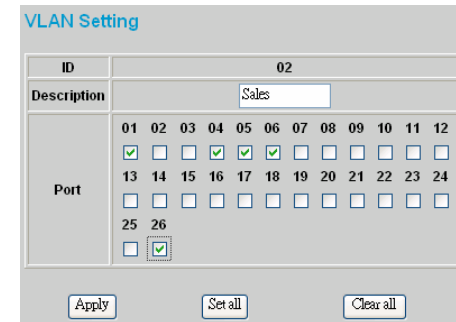 VLAN Setting
ID 02
Description Sales
Port
01 02 03 04 05 06 07 08 09 10 11 12
13 14 15 16 17 18 19 20 21 22 23 24
25 26
Apply Set all Clear all